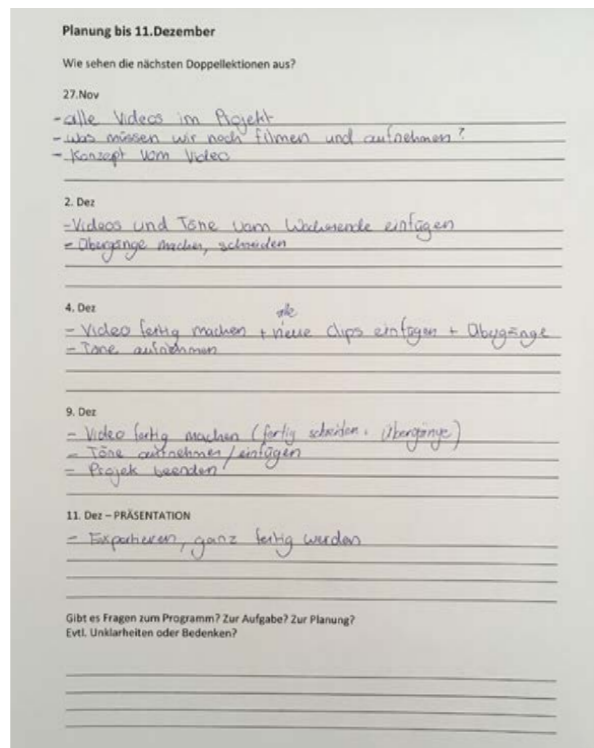 Planung bis 11.Dezember
Wie sehen die nächsten Doppellektionen aus?
27.Nov
- alle Videos im Projekt
- was müssen wir noch filmen und aufnehmen?
- Konzept vom Video
2. Dez
- Videos und Töne vom Wochenende einfügen
- Übergänge machen, schneiden
4. Dez
alle
- Video fertig machen + neue Clips einfügen + Übergänge
- Töne aufnehmen
9. Dez
- Video fertig machen (fertig schneiden, Übergänge)
- Töne aufnehmen / einfügen
- Projek beenden
11. Dez – PRÄSENTATION
- Exportieren, ganz fertig werden
Gibt es Fragen zum Programm? Zur Aufgabe? Zur Planung?
Evtl. Unklarheiten oder Bedenken?